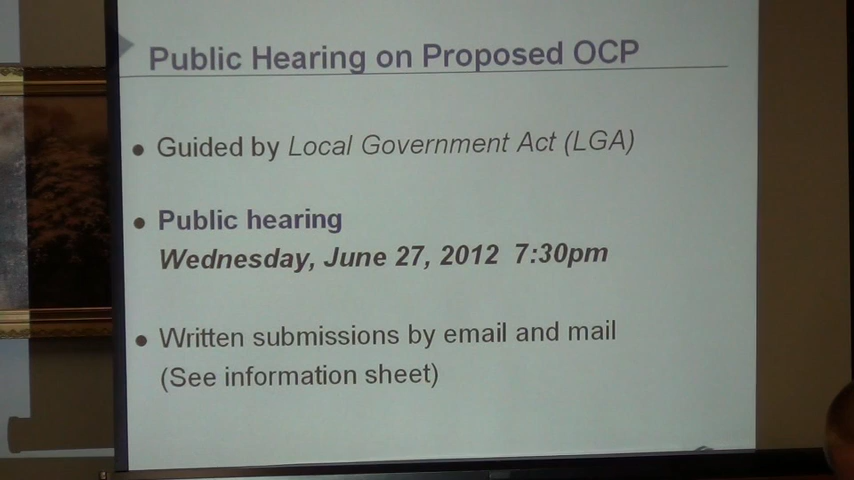 Public Hearing on Proposed OCP
• Guided by Local Government Act (LGA)
• Public hearing
Wednesday, June 27, 2012 7:30pm
• Written submissions by email and mail
(See information sheet)